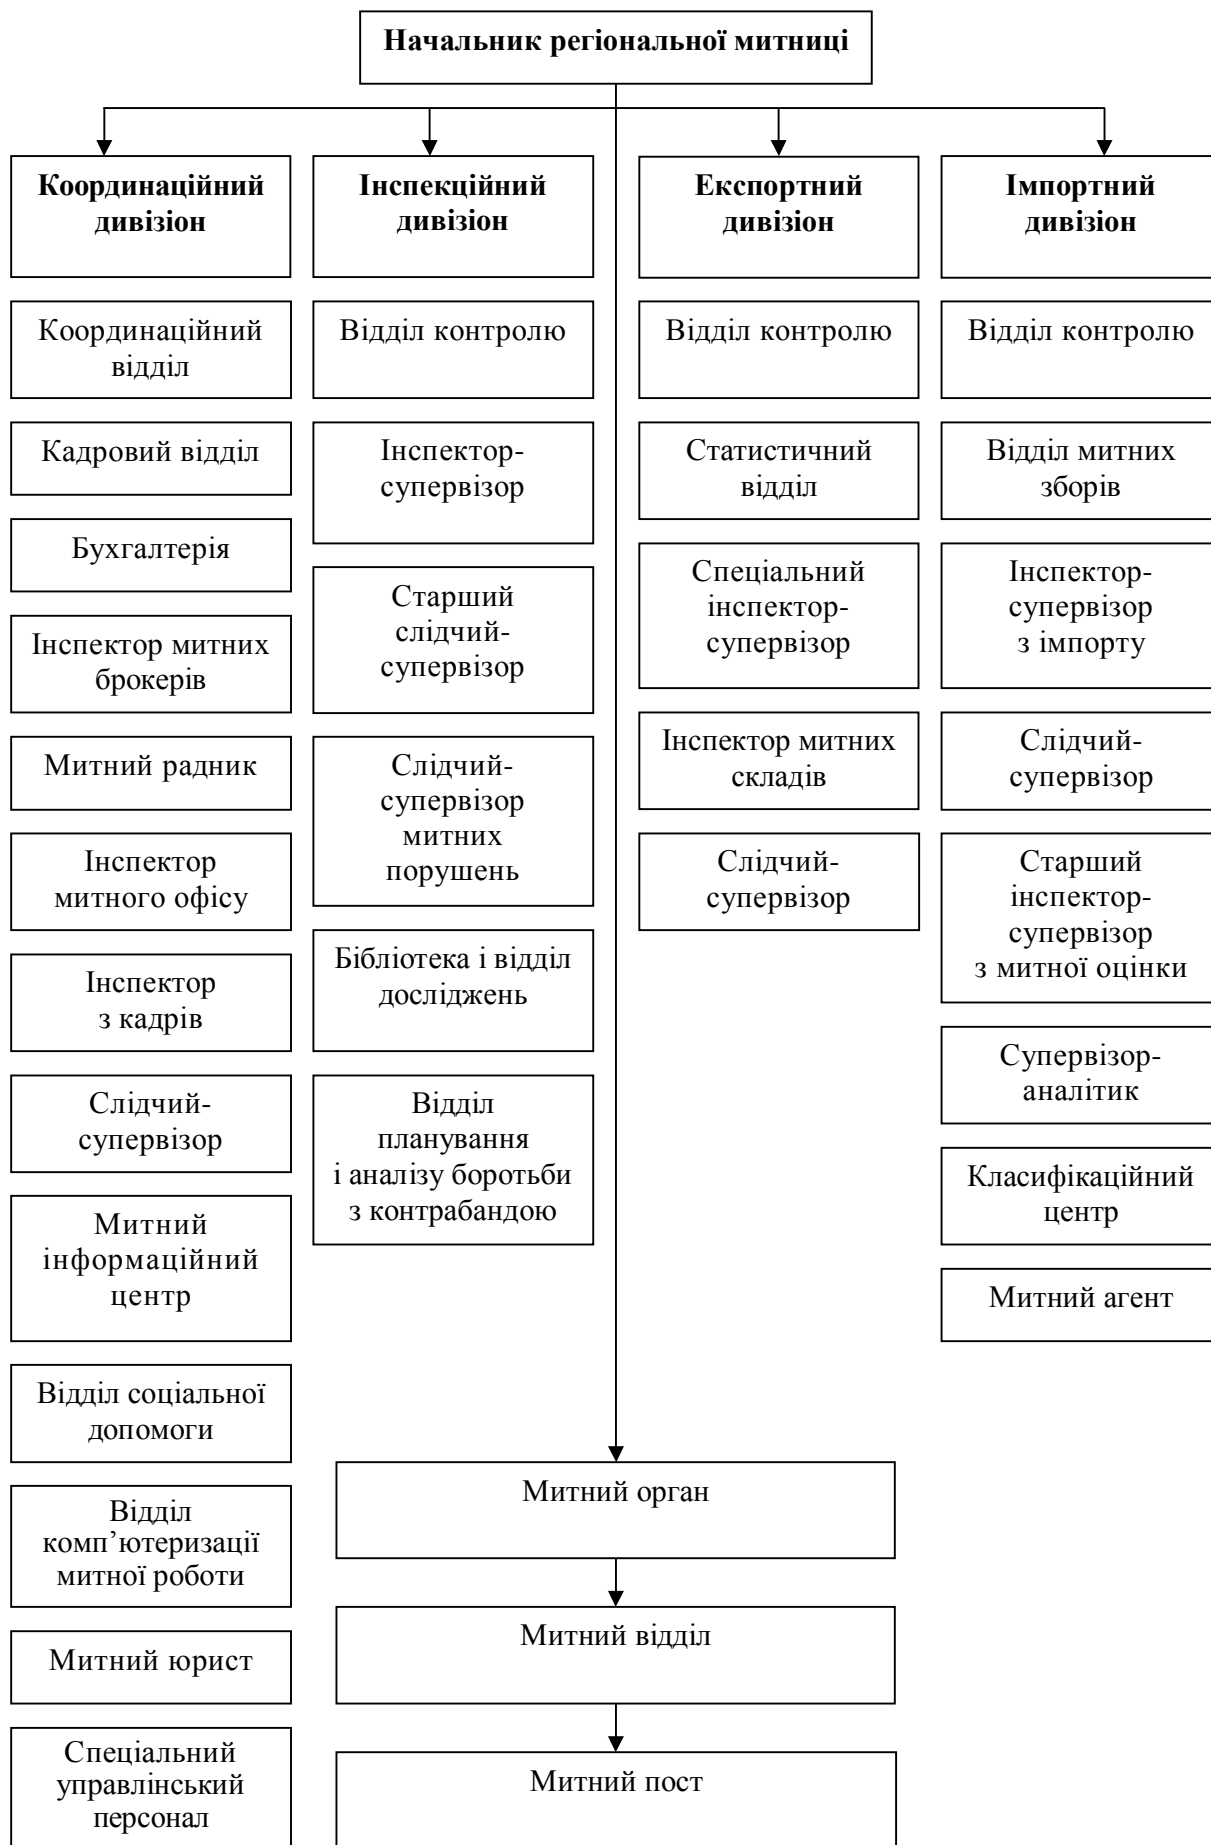 Начальник регіональної митниці
Координаційний
дивізіон
Координаційний
відділ
Кадровий відділ
Бухгалтерія
Інспектор митних
брокерів
Митний радник
Інспектор
митного офісу
Інспектор
з кадрів
Слідчий-
супервізор
Митний
інформаційний
центр
Відділ соціальної
допомоги
Відділ
комп’ютеризації
митної роботи
Митний юрист
Спеціальний
управлінський
персонал
Інспекційний
дивізіон
Відділ контролю
Інспектор-
супервізор
Старший
слідчий-
супервізор
Слідчий-
супервізор
митних
порушень
Бібліотека і відділ
досліджень
Відділ
планування
і аналізу боротьби
з контрабандою
Експортний
дивізіон
Відділ контролю
Статистичний
відділ
Спеціальний
інспектор-
супервізор
Інспектор митних
складів
Слідчий-
супервізор
Імпортний
дивізіон
Відділ контролю
Відділ митних
зборів
Інспектор-
супервізор
з імпорту
Слідчий-
супервізор
Старший
інспектор-
супервізор
з митної оцінки
Супервізор-
аналітик
Класифікаційний
центр
Митний агент
Митний орган
Митний відділ
Митний пост